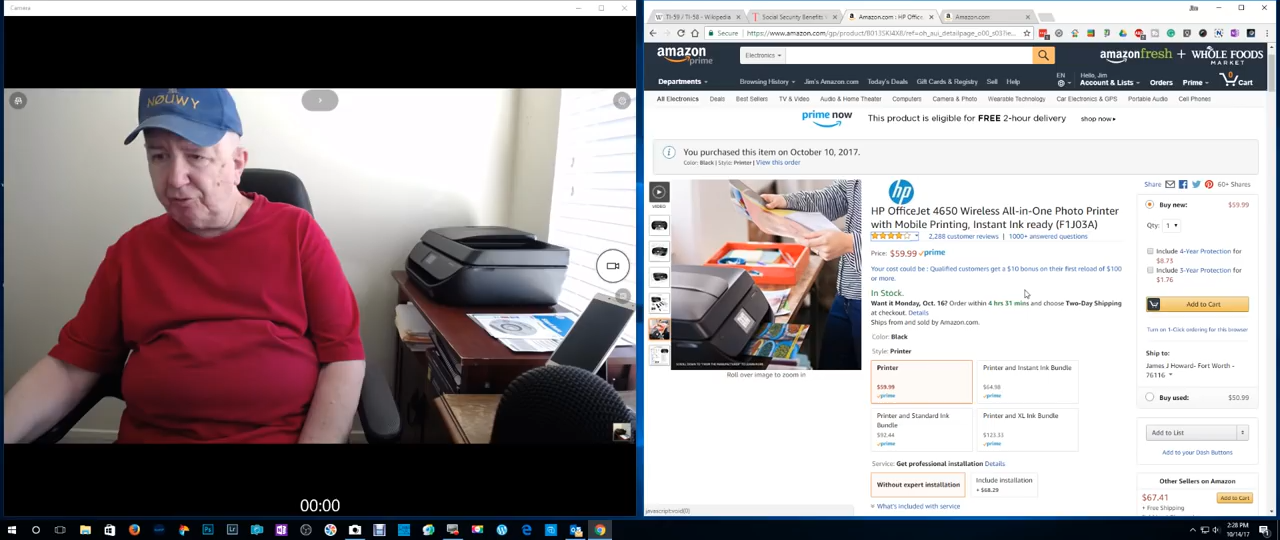 Camera
NØUWY
00:00
Jim
TI-59 / TI-58 - Wikipedia
Social Security Benefits
Amazon.com : HP Office
Amazon.com
Secure
amazon prime
Electronics
amazonfresh + WHOLE FOODS MARKET
Departments
Browsing History
Jim's Amazon.com
Today's Deals
Gift Cards & Registry
Sell
Help
EN
Hello, Jim
Account & Lists
Orders
Prime
0
Cart
All Electronics
Deals
Best Sellers
TV & Video
Audio & Home Theater
Computers
Camera & Photo
Wearable Technology
Car Electronics & GPS
Portable Audio
Cell Phones
prime now
This product is eligible for FREE 2-hour delivery
shop now
You purchased this item on October 10, 2017.
Color: Black | Style: Printer | View this order
VIDEO
Roll over image to zoom in
hp
HP OfficeJet 4650 Wireless All-in-One Photo Printer
with Mobile Printing, Instant Ink ready (F1J03A)
2,288 customer reviews | 1000+ answered questions
Price: $59.99 prime
Your cost could be: Qualified customers get a $10 bonus on their first reload of $100
or more.
In Stock.
Want it Monday, Oct. 16? Order within 4 hrs 31 mins and choose Two-Day Shipping
at checkout. Details
Ships from and sold by Amazon.com.
Color: Black
Style: Printer
Printer
$59.99
prime
Printer and Instant Ink Bundle
$64.98
prime
Printer and Standard Ink
Bundle
$92.44
prime
Printer and XL Ink Bundle
$123.33
prime
Service: Get professional installation Details
Without expert installation
Include installation
+ $68.29
What's included with service
Share
60+ Shares
Buy new:
$59.99
Qty: 1
Include 4-Year Protection for
$8.73
Include 3-Year Protection for
$1.76
Add to Cart
Turn on 1-Click ordering for this browser
Ship to:
James J Howard- Fort Worth -
76116
Buy used:
$50.99
Add to List
Add to your Dash Buttons
Other Sellers on Amazon
$67.41
Add to Cart
+ Free Shipping
javascript:void(0)
2:28 PM
10/14/17